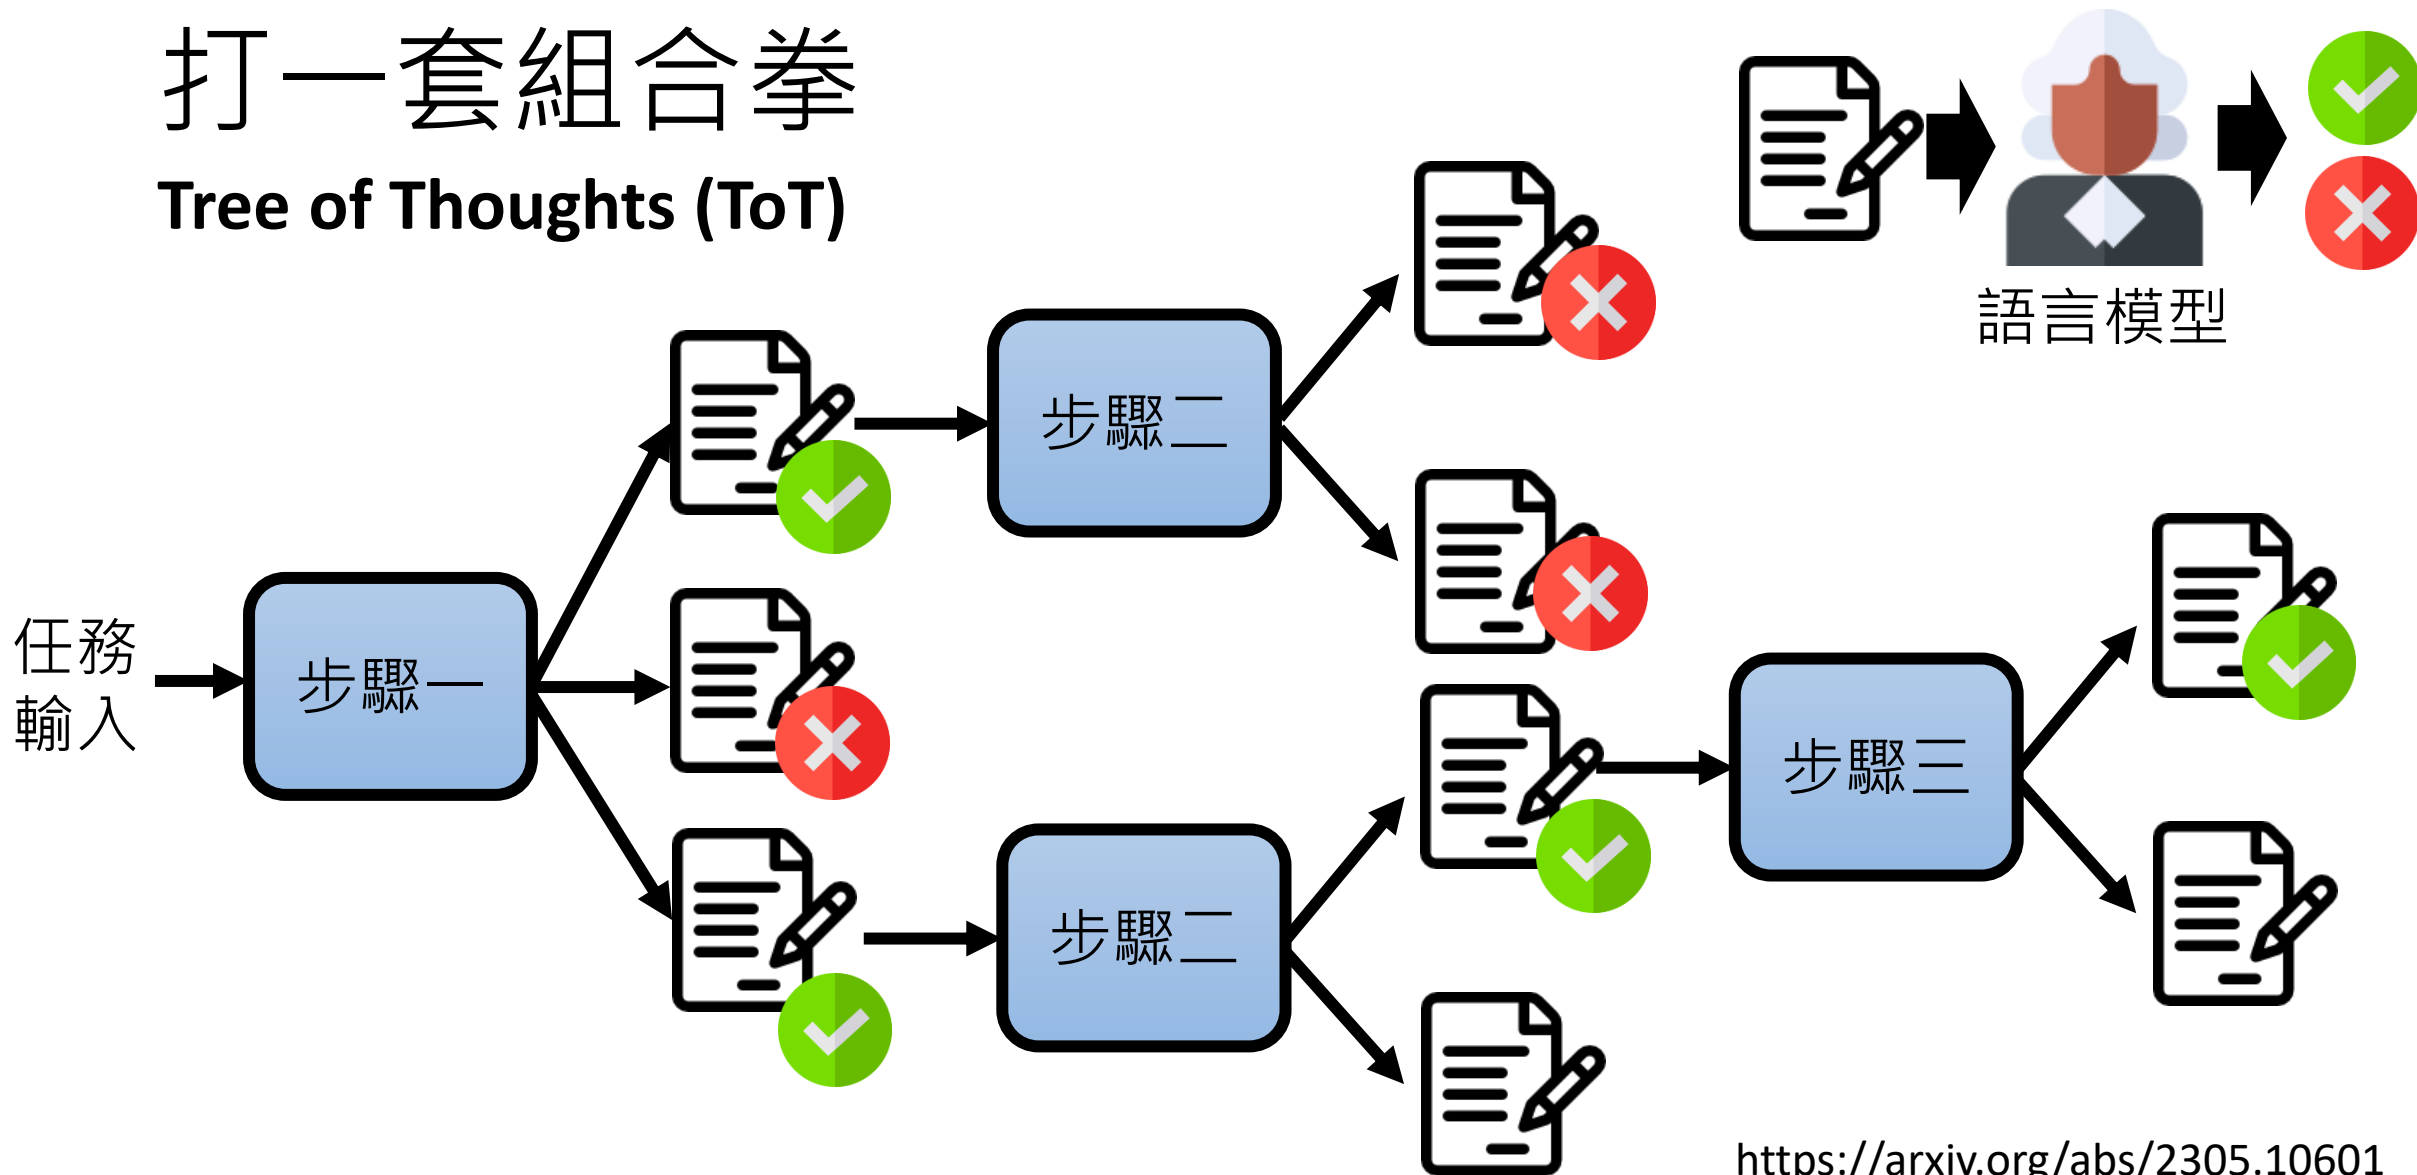 打一套組合拳
Tree of Thoughts (ToT)
語言模型
任務
輸入
步驟一
步驟二
步驟二
步驟三
https://arxiv.org/abs/2305.10601